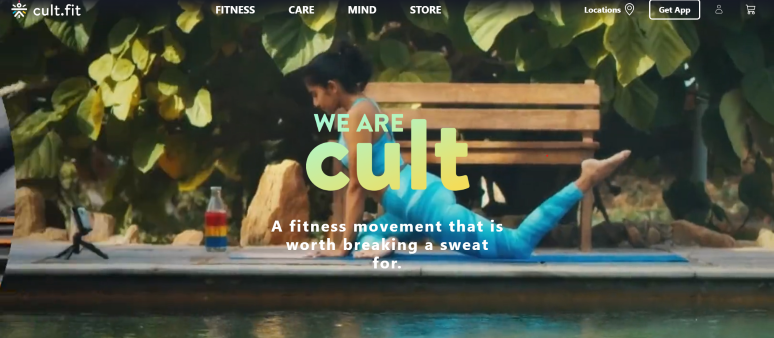 cult.fit
FITNESS CARE MIND STORE
Locations Get App
WE ARE
cult
A fitness movement that is
worth breaking a sweat
for.